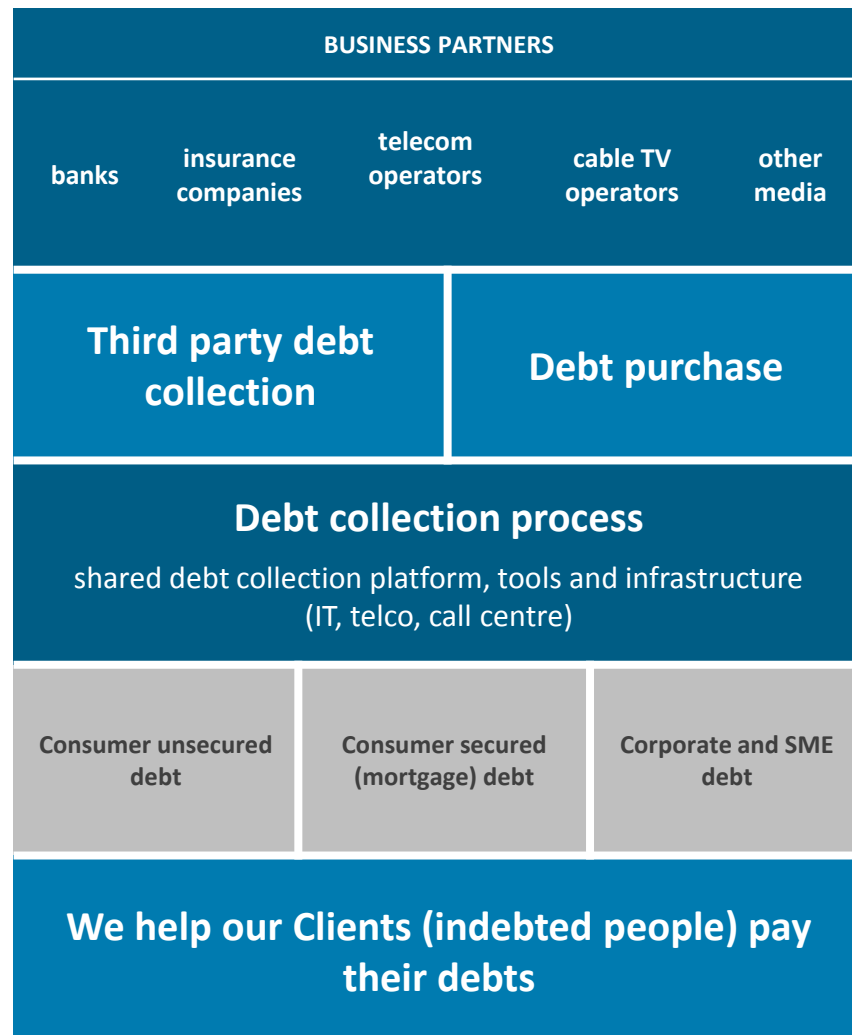 BUSINESS PARTNERS
banks
insurance
companies
telecom
operators
cable TV
operators
other
media
Third party debt
collection
Debt purchase
Debt collection process
shared debt collection platform, tools and infrastructure
(IT, telco, call centre)
Consumer unsecured
debt
Consumer secured
(mortgage) debt
Corporate and SME
debt
We help our Clients (indebted people) pay
their debts